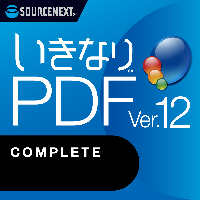 SOURCENEXT
いきなり
PDF Ver.12
COMPLETE